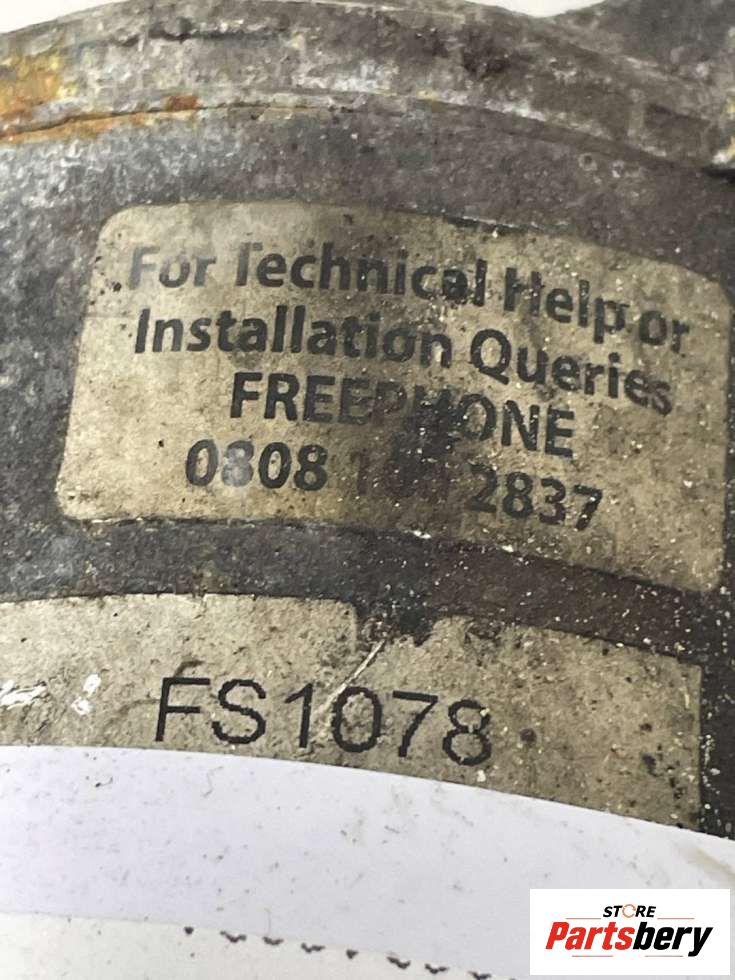 For Technical Help or
Installation Queries
FREEPHONE
0808 2837
FS1078
STORE
Partsbery